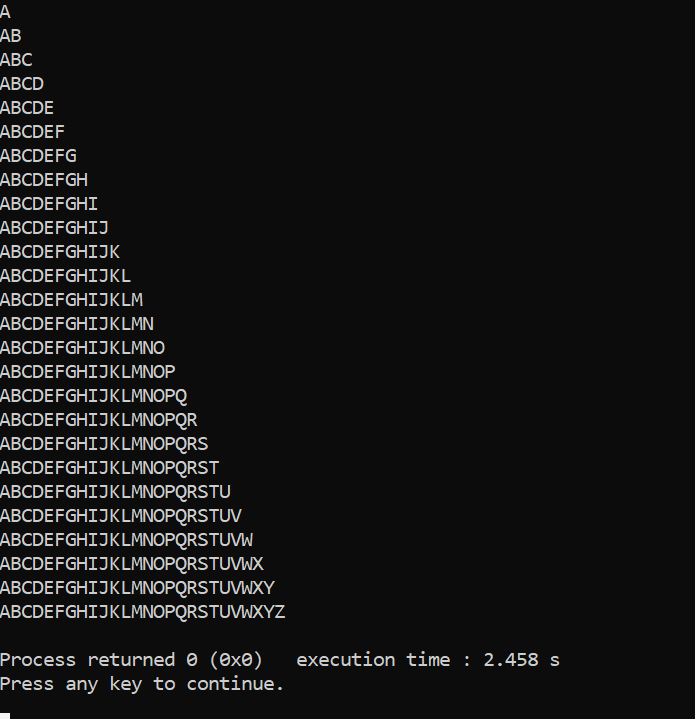 A
AB
ABC
ABCD
ABCDE
ABCDEF
ABCDEFG
ABCDEFGH
ABCDEFGHI
ABCDEFGHIJ
ABCDEFGHIJK
ABCDEFGHIJKL
ABCDEFGHIJKLM
ABCDEFGHIJKLMN
ABCDEFGHIJKLMNO
ABCDEFGHIJKLMNOP
ABCDEFGHIJKLMNOPQ
ABCDEFGHIJKLMNOPQR
ABCDEFGHIJKLMNOPQRS
ABCDEFGHIJKLMNOPQRST
ABCDEFGHIJKLMNOPQRSTU
ABCDEFGHIJKLMNOPQRSTUV
ABCDEFGHIJKLMNOPQRSTUVW
ABCDEFGHIJKLMNOPQRSTUVWX
ABCDEFGHIJKLMNOPQRSTUVWXY
ABCDEFGHIJKLMNOPQRSTUVWXYZ
Process returned 0 (0x0)   execution time : 2.458 s
Press any key to continue.